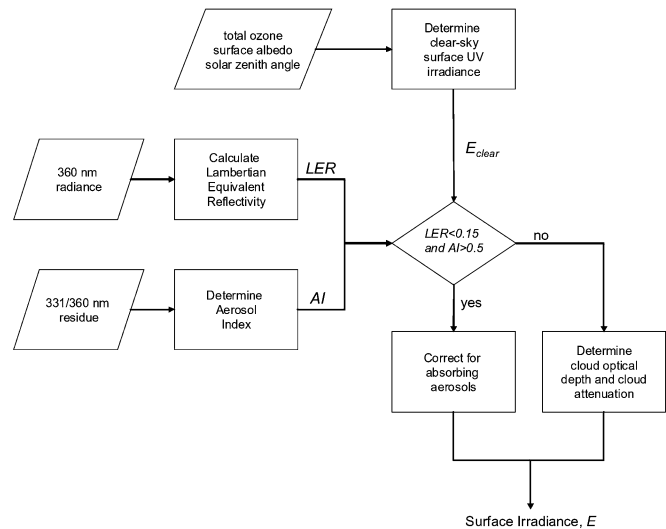 total ozone
surface albedo
solar zenith angle
Determine
clear-sky
surface UV
irradiance
E clear
360 nm
radiance
Calculate
Lambertian
Equivalent
Reflectivity
LER
LER<0.15
and AI>0.5
no
331/360 nm
residue
Determine
Aerosol
Index
AI
yes
Correct for
absorbing
aerosols
Determine
cloud optical
depth and cloud
attenuation
Surface Irradiance, E